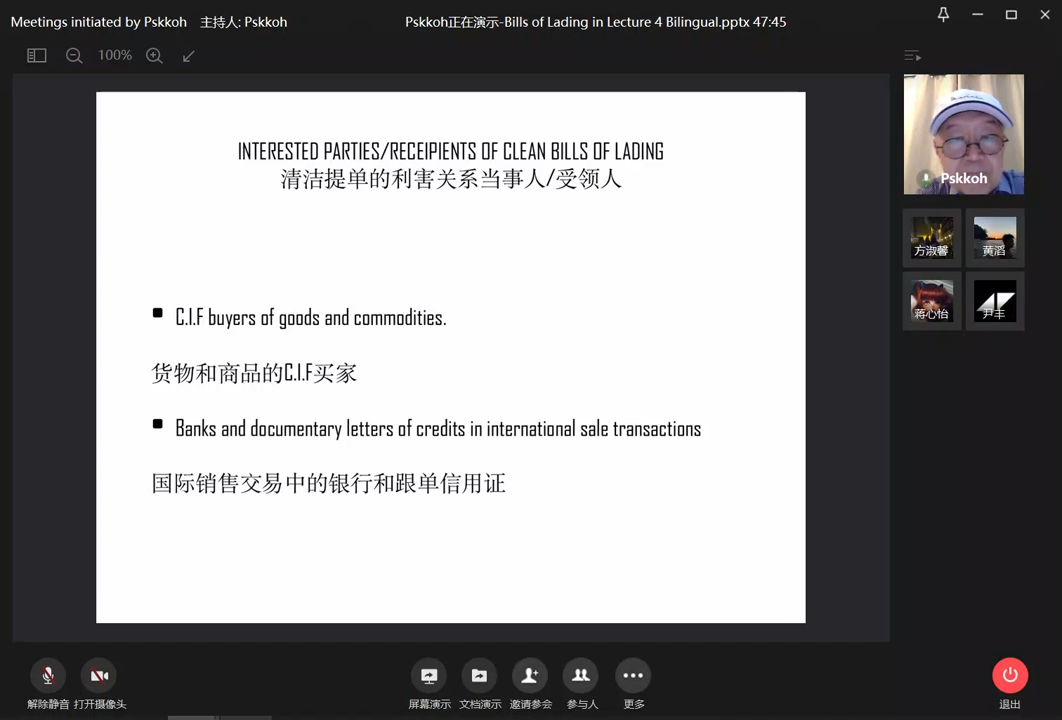 Meetings initiated by Pskkoh 主持人: Pskkoh
Pskkoh正在演示-Bills of Lading in Lecture 4 Bilingual.pptx 47:45
100%
INTERESTED PARTIES/RECEIPIENTS OF CLEAN BILLS OF LADING
清洁提单的利害关系当事人/受领人
C.I.F buyers of goods and commodities.
货物和商品的C.I.F买家
Banks and documentary letters of credits in international sale transactions
国际销售交易中的银行和跟单信用证
Pskkoh
方淑馨
黄滔
蒋心怡
尹丰
解除静音 打开摄像头
屏幕演示 文档演示 邀请参会 参与人 更多
退出